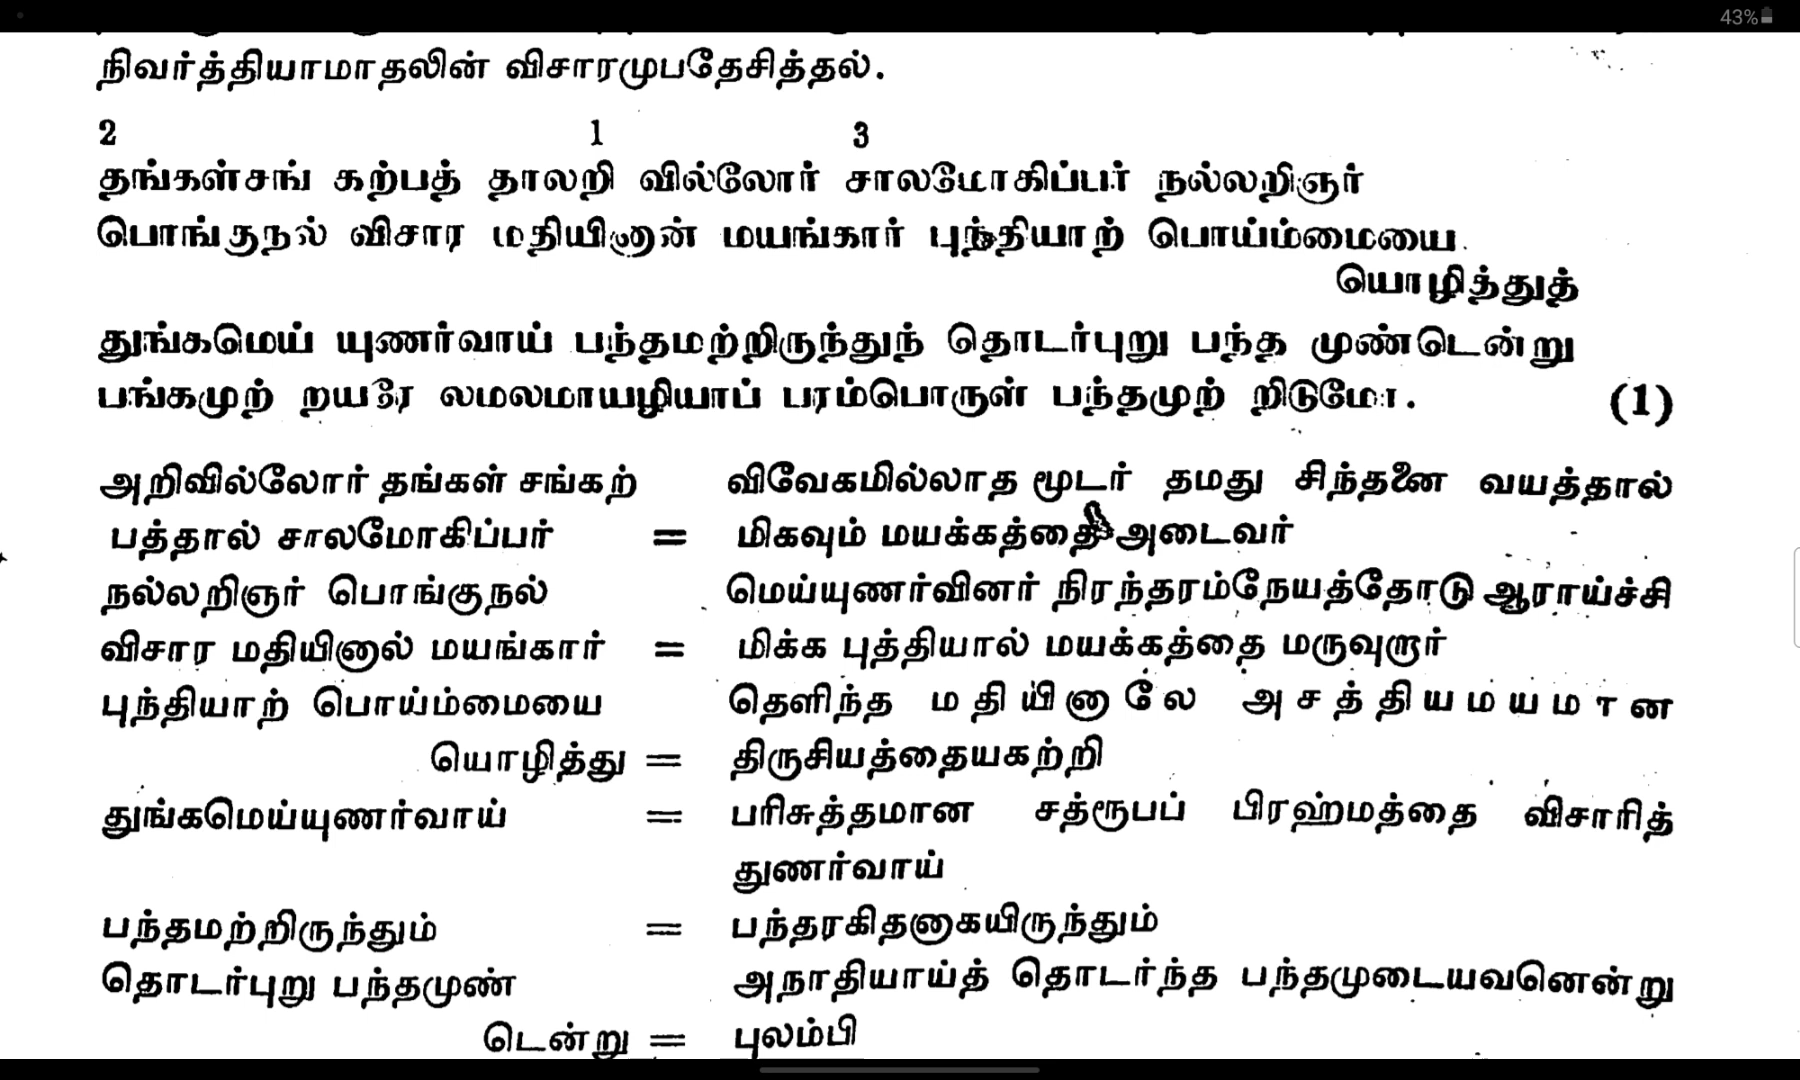 43%
நிவர்த்தியாமாதலின் விசாரமுபதேசித்தல்.
2 1 3
தங்கள்சங் கற்பத் தாலறி வில்லோர் சாலமோகிப்பர் நல்லறிஞர்
பொங்குநல் விசார மதியினான் மயங்கார் புந்தியாற் பொய்ம்மையை
யொழித்துத்
துங்கமெய் யுணர்வாய் பந்தமற்றிருந்துந் தொடர்புறு பந்த முண்டென்று
பங்கமுற் றயரே லமலமாயழியாப் பரம்பொருள் பந்தமுற் றிடுமோ. (1)
அறிவில்லோர் தங்கள் சங்கற் விவேகமில்லாத மூடர் தமது சிந்தனை வயத்தால்
பத்தால் சாலமோகிப்பர் = மிகவும் மயக்கத்தை அடைவர்
நல்லறிஞர் பொங்குநல் மெய்யுணர்வினர் நிரந்தரம்நேயத்தோடு ஆராய்ச்சி
விசார மதியினால் மயங்கார் = மிக்க புத்தியால் மயக்கத்தை மருவுறார்
புந்தியாற் பொய்ம்மையை தெளிந்த மதியினாலே அசத்தியமயமான
யொழித்து = திருசியத்தையகற்றி
துங்கமெய்யுணர்வாய் = பரிசுத்தமான சத்ரூபப் பிரஹ்மத்தை விசாரித்
துணர்வாய்
பந்தமற்றிருந்தும் = பந்தரகிதனாகயிருந்தும்
தொடர்புறு பந்தமுண் அநாதியாய்த் தொடர்ந்த பந்தமுடையவனென்று
டென்று = புலம்பி